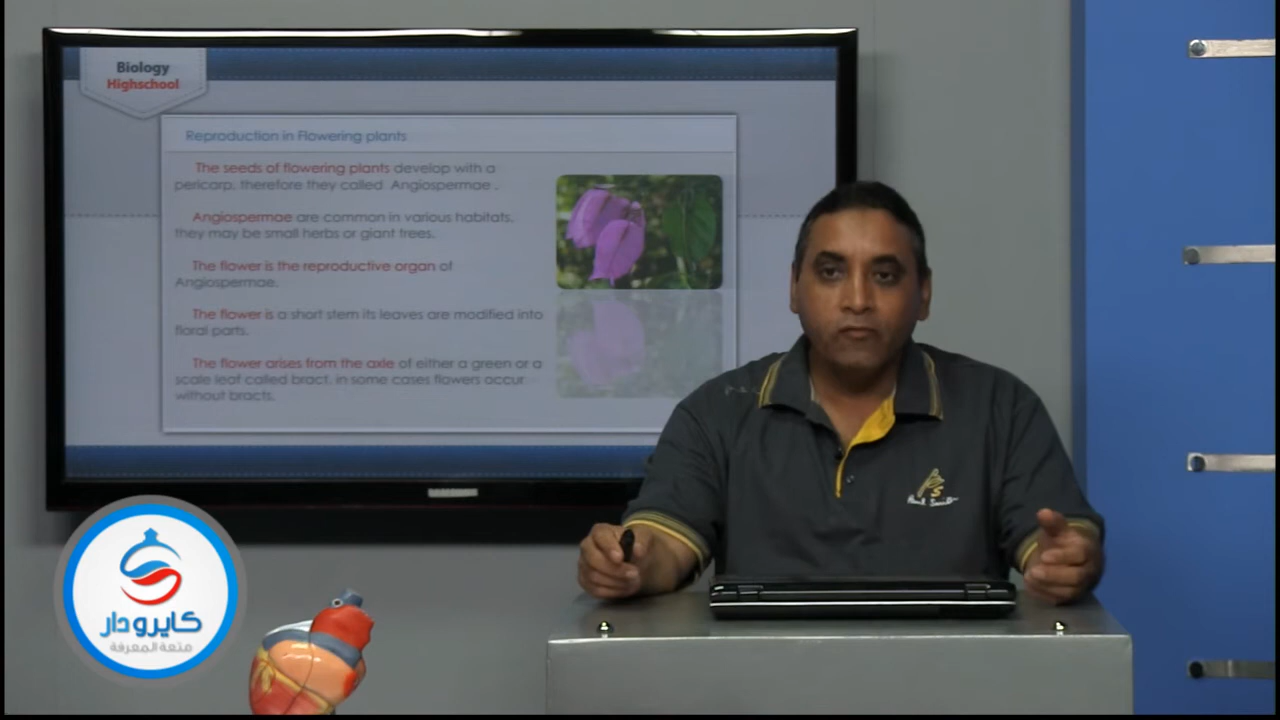 Biology
Highschool
Reproduction in Flowering plants
The seeds of flowering plants develop with a
pericarp, therefore they called Angiospermae .
Angiospermae are common in various habitats,
they may be small herbs or giant trees.
The flower is the reproductive organ of
Angiospermae.
The flower is a short stem its leaves are modified into
floral parts.
The flower arises from the axle of either a green or a
scale leaf called bract, in some cases flowers occur
without bracts.
كايرو دار
متعة المعرفة